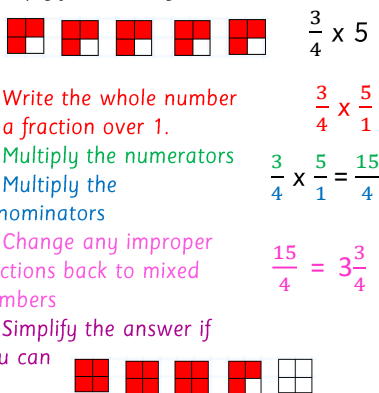 3/4 x 5
Write the whole number
a fraction over 1.
3/4 x 5/1
Multiply the numerators
Multiply the
nominators
3/4 x 5/1 = 15/4
Change any improper
ctions back to mixed
mbers
15/4 = 3 3/4
Simplify the answer if
u can